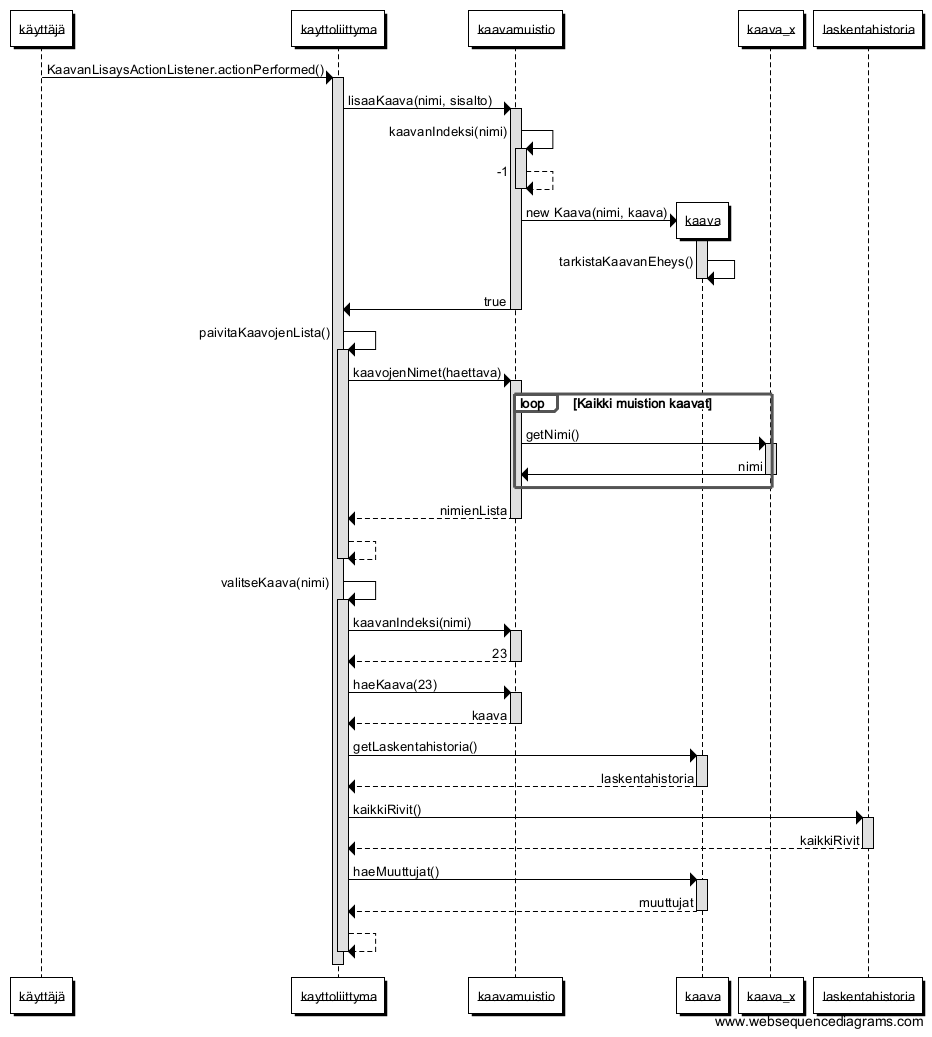 käyttäjä
kayttoliittyma
kaavamuistio
kaava_x
laskentahistoria
KaavanLisaysActionListener.actionPerformed()
lisaaKaava(nimi, sisalto)
kaavanIndeksi(nimi)
-1
new Kaava(nimi, kaava)
kaava
tarkistaKaavanEheys()
true
paivitaKaavojenLista()
kaavojenNimet(haettava)
loop
[Kaikki muistion kaavat]
getNimi()
nimi
nimienLista
valitseKaava(nimi)
kaavanIndeksi(nimi)
23
haeKaava(23)
kaava
getLaskentahistoria()
laskentahistoria
kaikkiRivit()
kaikkiRivit
haeMuuttujat()
muuttujat
käyttäjä
kayttoliittyma
kaavamuistio
kaava
kaava_x
laskentahistoria
www.websequencediagrams.com